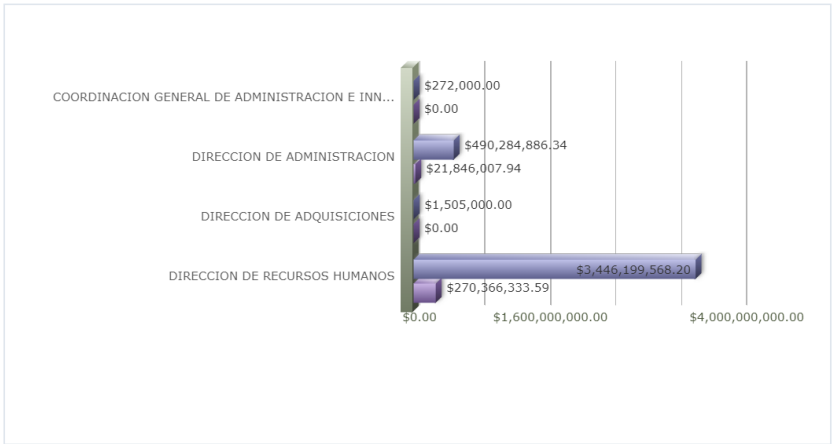 COORDINACION GENERAL DE ADMINISTRACION E INN...
$272,000.00
$0.00
DIRECCION DE ADMINISTRACION
$490,284,886.34
$21,846,007.94
DIRECCION DE ADQUISICIONES
$1,505,000.00
$0.00
DIRECCION DE RECURSOS HUMANOS
$3,446,199,568.20
$270,366,333.59
$0.00 $1,600,000,000.00 $4,000,000,000.00